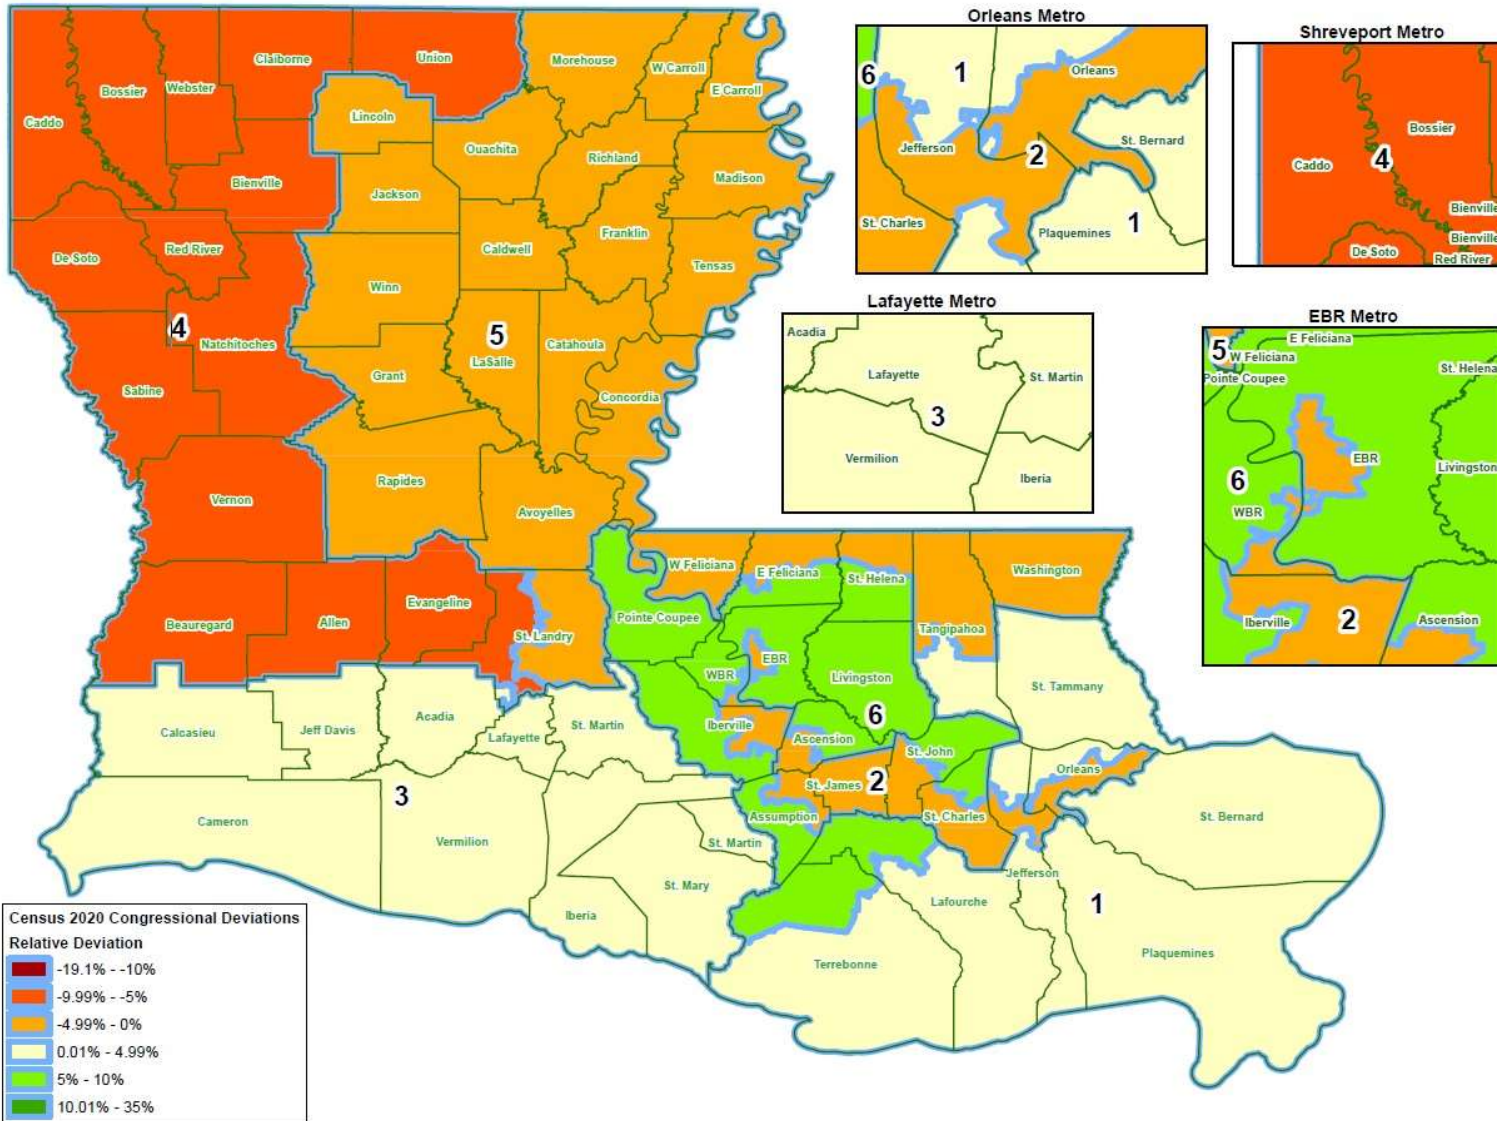 Orleans Metro
6
1
Orleans
Jefferson
2
St. Bernard
St. Charles
Plaquemines
1
Shreveport Metro
Bossier
Caddo
4
Bienville
Bienville
De Soto
Red River
Lafayette Metro
Acadia
Lafayette
St. Martin
3
Vermilion
Iberia
EBR Metro
E Feliciana
5
W Feliciana
St. Helena
Pointe Coupee
EBR
Livingston
6
WBR
Iberville
2
Ascension
Claiborne
Union
Morehouse
W Carroll
E Carroll
Bossier
Webster
Caddo
Lincoln
Ouachita
Richland
Madison
Bienville
Jackson
Franklin
Red River
Caldwell
De Soto
Tensas
Winn
4
Natchitoches
5
LaSalle
Catahoula
Grant
Sabine
Concordia
Rapides
Vernon
Avoyelles
W Feliciana
E Feliciana
St. Helena
Washington
Evangeline
Pointe Coupee
Beauregard
Allen
St. Landry
Tangipahoa
EBR
WBR
Livingston
St. Tammany
Calcasieu
Jeff Davis
Acadia
Lafayette
St. Martin
Iberville
6
Ascension
St. John
Orleans
St. James
2
3
Cameron
Vermilion
Assumption
St. Charles
St. Bernard
St. Martin
St. Mary
Jefferson
Iberia
Lafourche
1
Terrebonne
Plaquemines
Census 2020 Congressional Deviations
Relative Deviation
-19.1% - -10%
-9.99% - -5%
-4.99% - 0%
0.01% - 4.99%
5% - 10%
10.01% - 35%